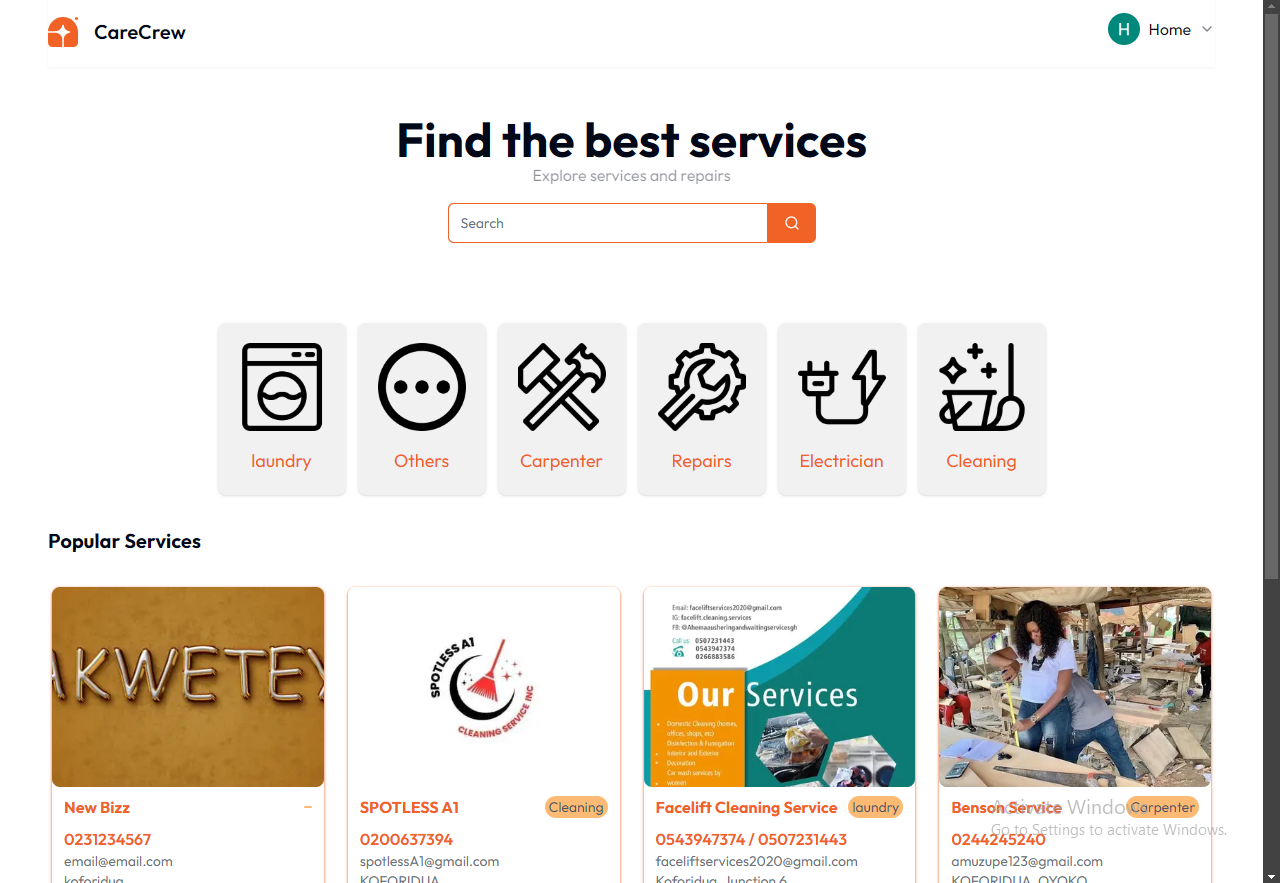 CareCrew
H Home
Find the best services
Explore services and repairs
Search
laundry
Others
Carpenter
Repairs
Electrician
Cleaning
Popular Services
AKWETEY
SPOTLESS A1
CLEANING SERVICE INC
Email: faceliftservices2020@gmail.com
IG: facelift.cleaning.services
FB: @Ahemaausheringandwaitingservicesgh
Call us: 0507231443
0543947374
0266883586
Our Services
Domestic Cleaning (homes,
offices, shops, etc)
Disinfection & Fumigation
Interior and Exterior
Decoration
Car wash services by
women
New Bizz
0231234567
email@email.com
koforidua
SPOTLESS A1 Cleaning
0200637394
spotlessA1@gmail.com
KOFORIDUA
Facelift Cleaning Service laundry
0543947374 / 0507231443
faceliftservices2020@gmail.com
Koforidua, Junction 6
Benson Service Carpenter
0244245240
amuzupe123@gmail.com
KOFORIDUA, OYOKO
Activate Windows
Go to Settings to activate Windows.